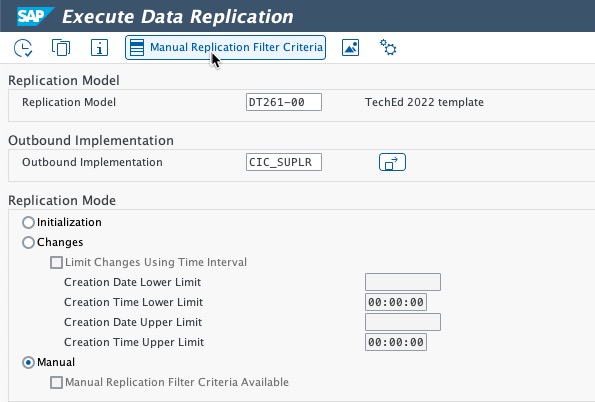 SAP Execute Data Replication
Manual Replication Filter Criteria
Replication Model
Replication Model DT261-00 TechEd 2022 template
Outbound Implementation
Outbound Implementation CIC_SUPLR
Replication Mode
Initialization
Changes
Limit Changes Using Time Interval
Creation Date Lower Limit
Creation Time Lower Limit 00:00:00
Creation Date Upper Limit
Creation Time Upper Limit 00:00:00
Manual
Manual Replication Filter Criteria Available